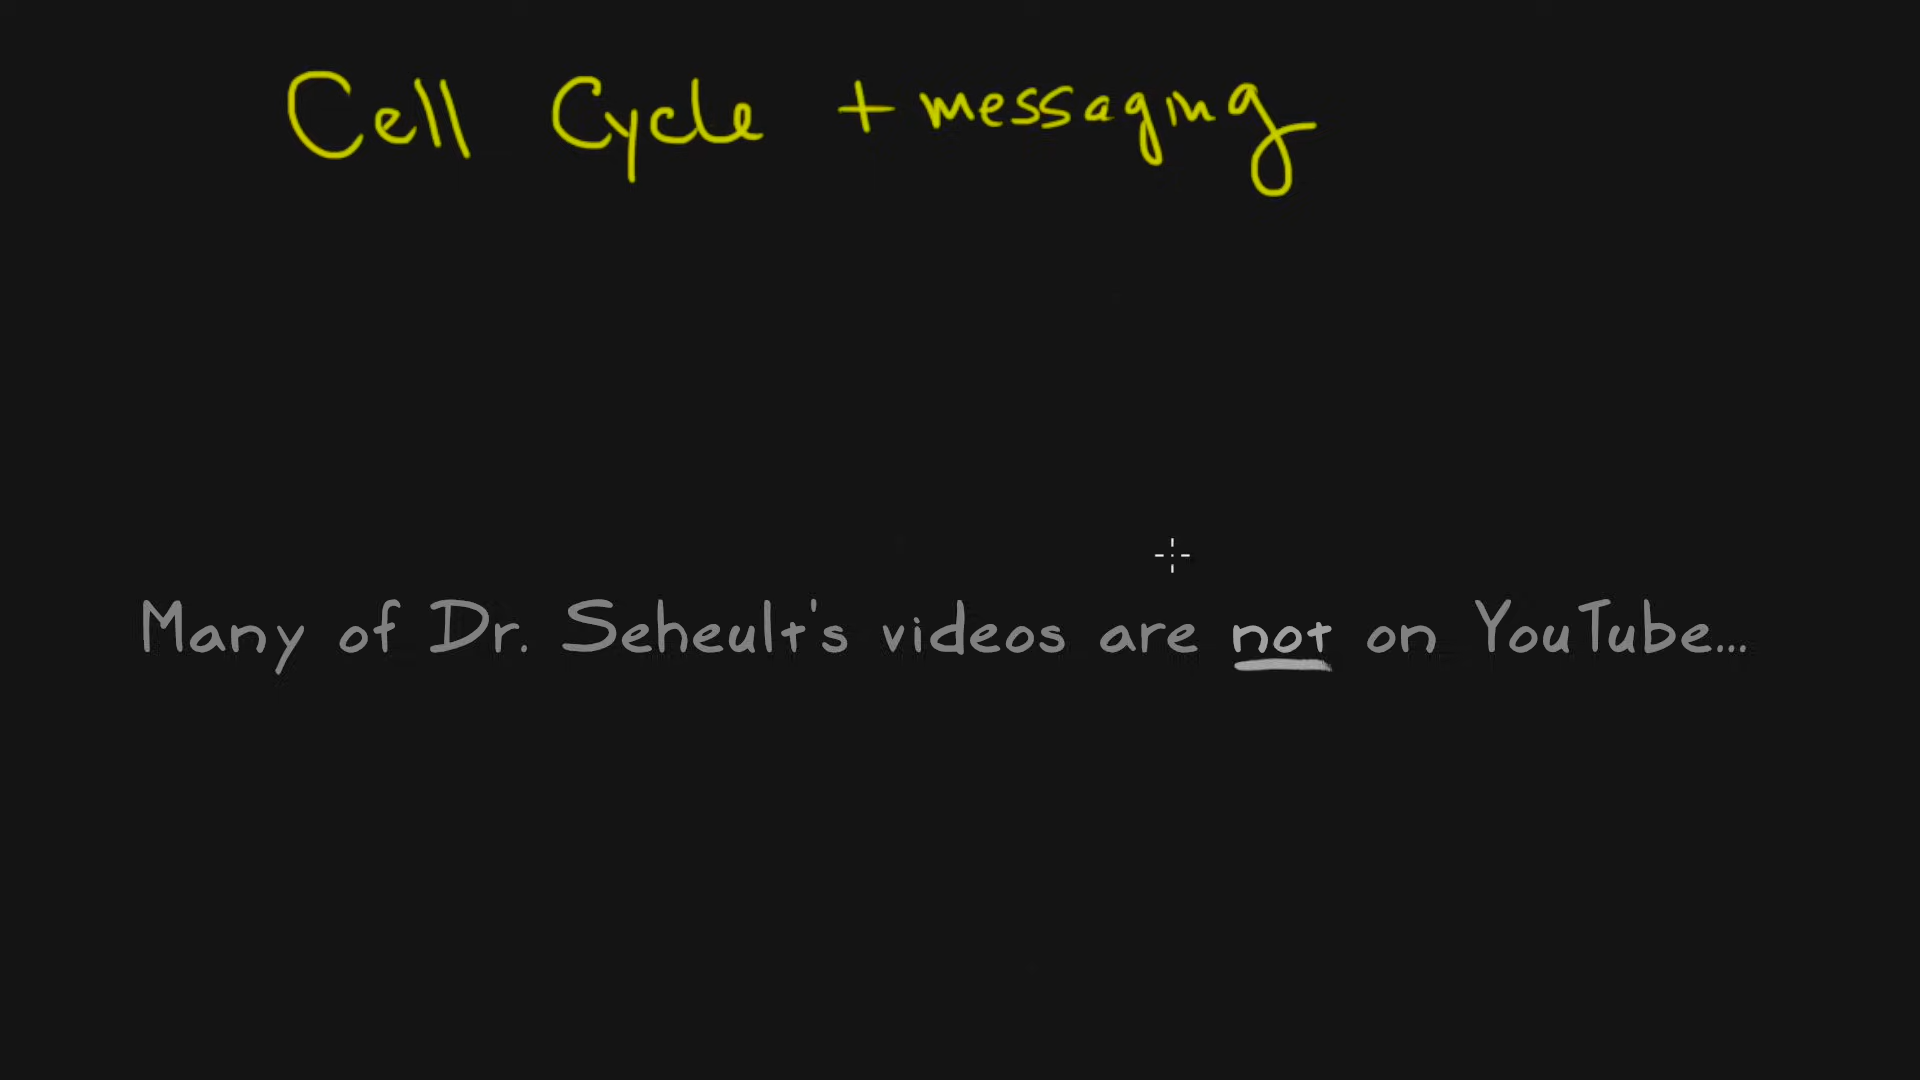 Cell Cycle + messaging
Many of Dr. Seheult's videos are not on YouTube...